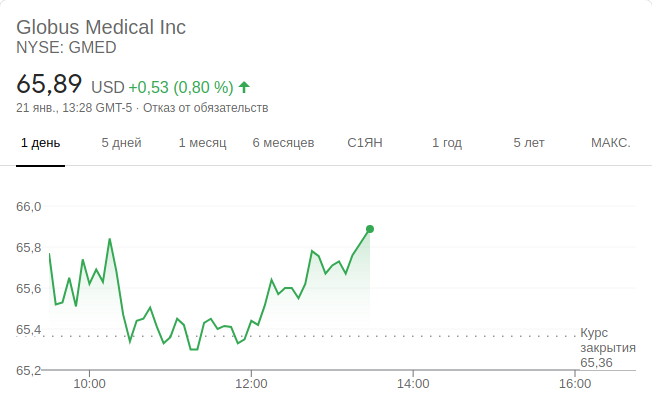 Globus Medical Inc
NYSE: GMED
65,89 USD +0,53 (0,80 %)
21 янв., 13:28 GMT-5 · Отказ от обязательств
1 день 5 дней 1 месяц 6 месяцев С1ЯН 1 год 5 лет МАКС.
66,0
65,8
65,6
65,4
65,2
Курс
закрытия
65,36
10:00 12:00 14:00 16:00